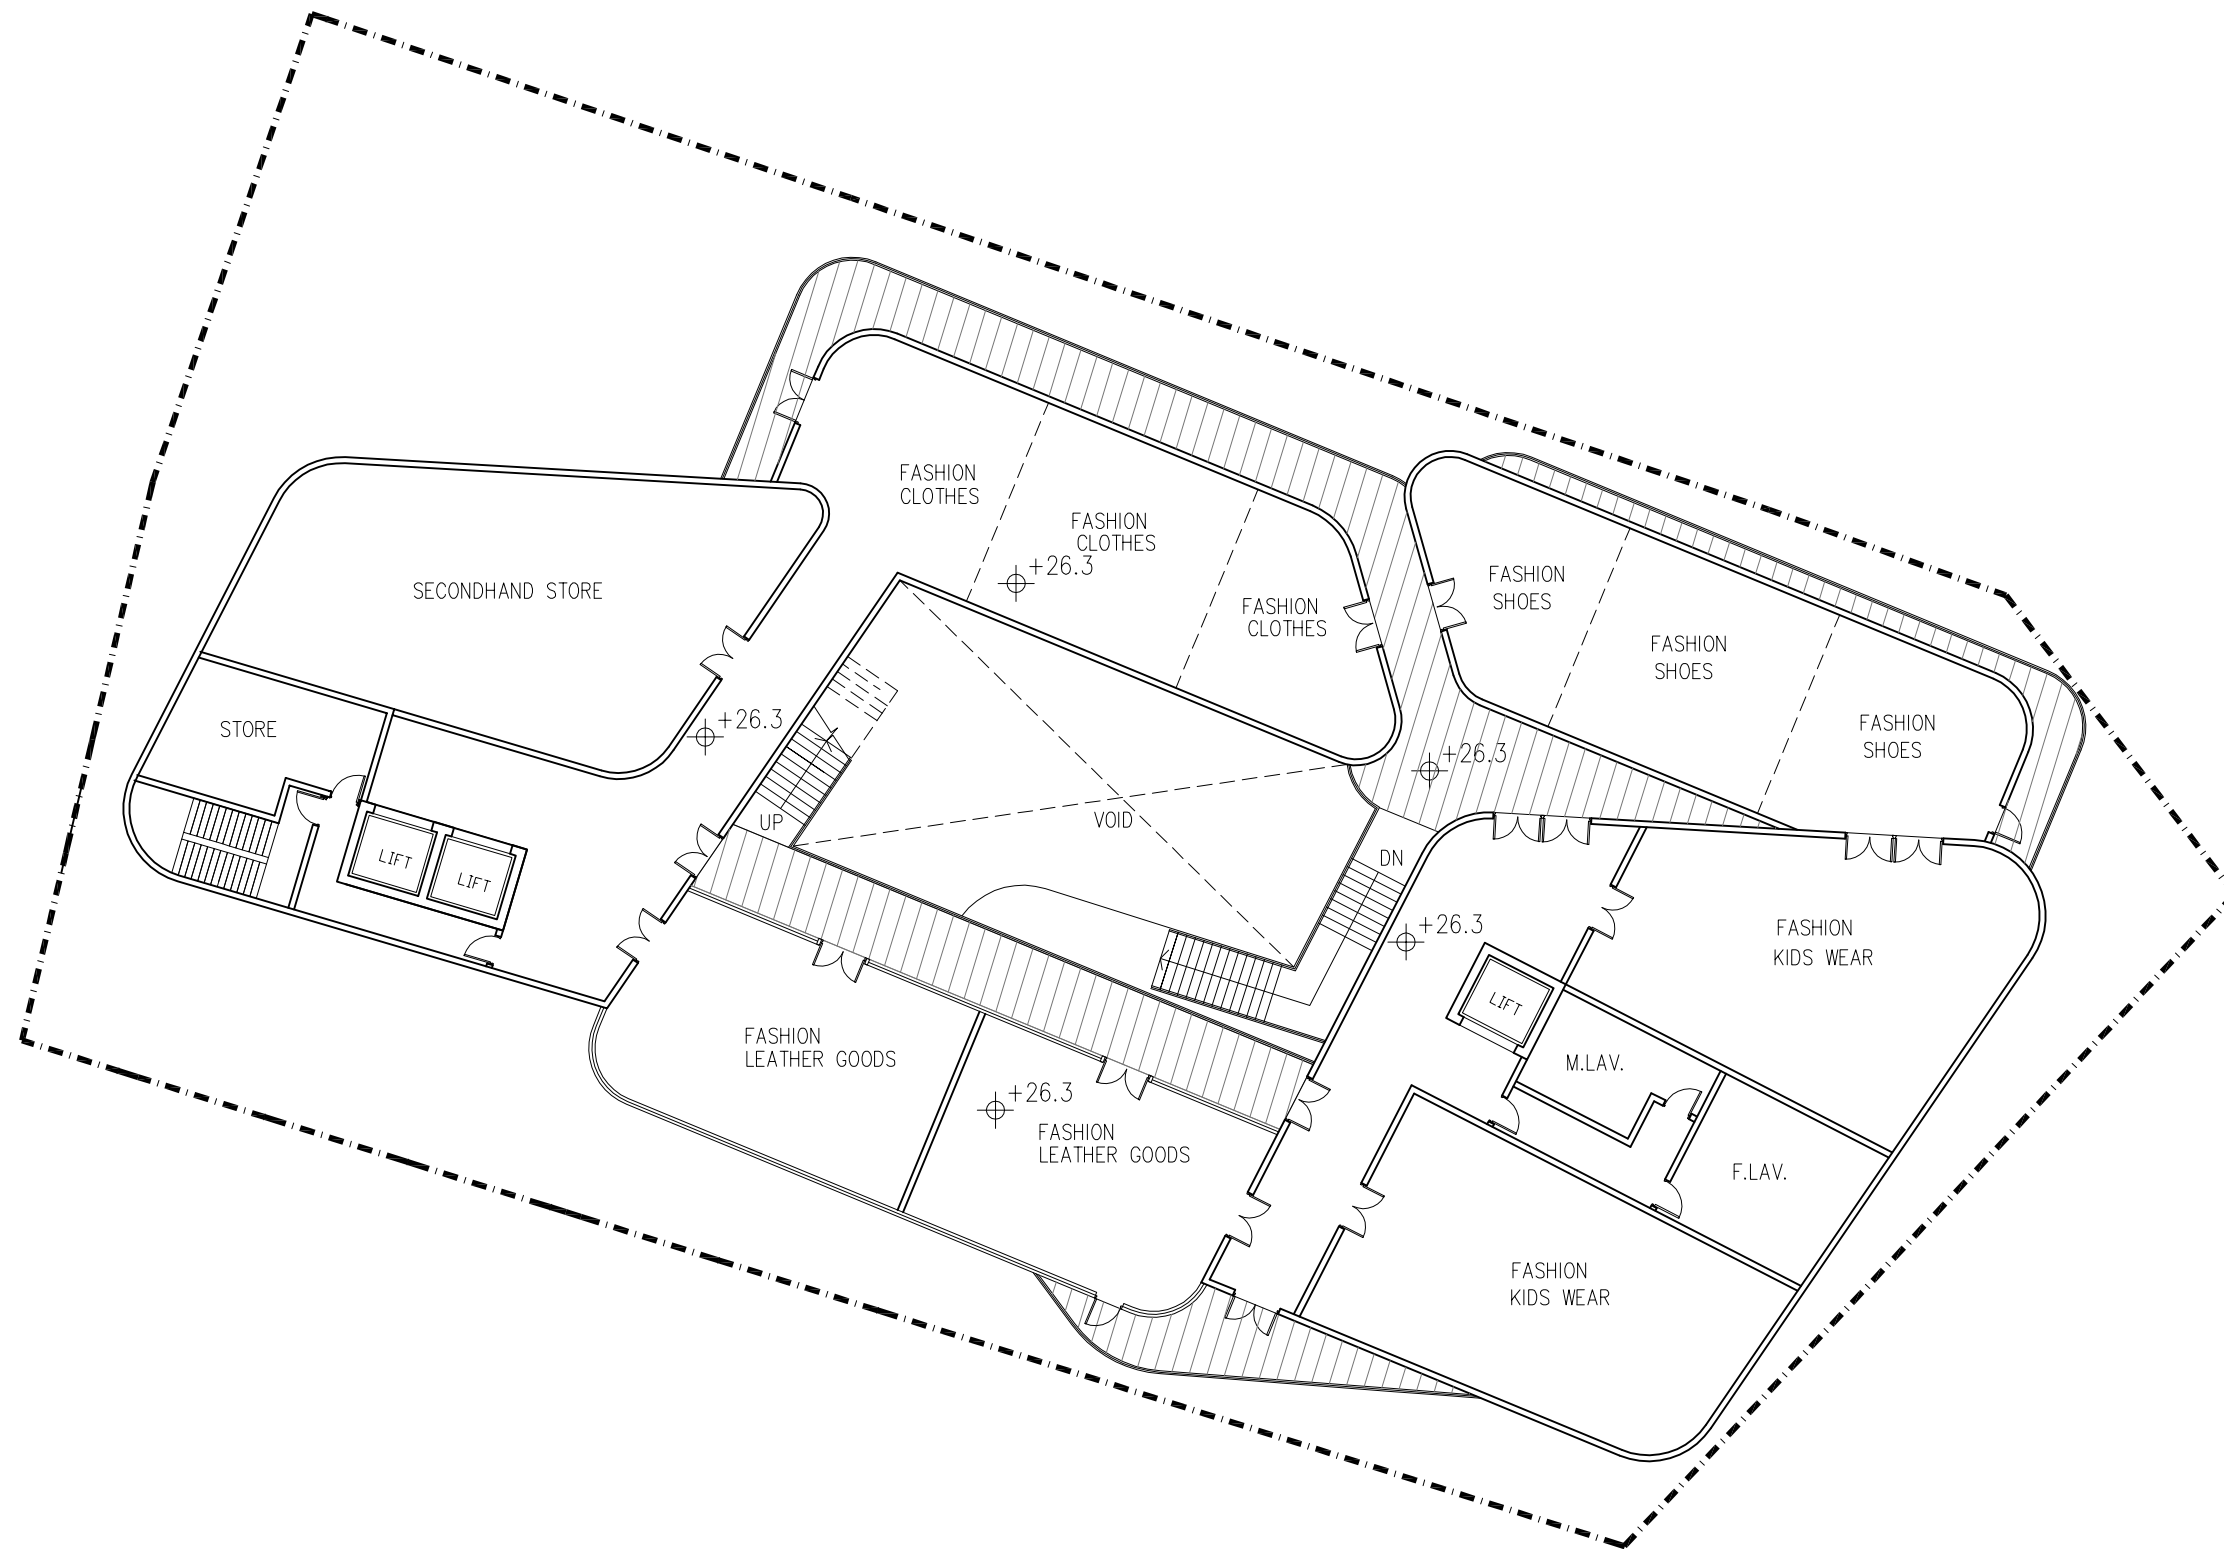 FASHION
CLOTHES
FASHION
CLOTHES
+26.3
FASHION
CLOTHES
FASHION
SHOES
FASHION
SHOES
FASHION
SHOES
SECONDHAND STORE
STORE
+26.3
+26.3
UP
VOID
DN
LIFT
LIFT
+26.3
FASHION
KIDS WEAR
LIFT
FASHION
LEATHER GOODS
M.LAV.
+26.3
FASHION
LEATHER GOODS
F.LAV.
FASHION
KIDS WEAR